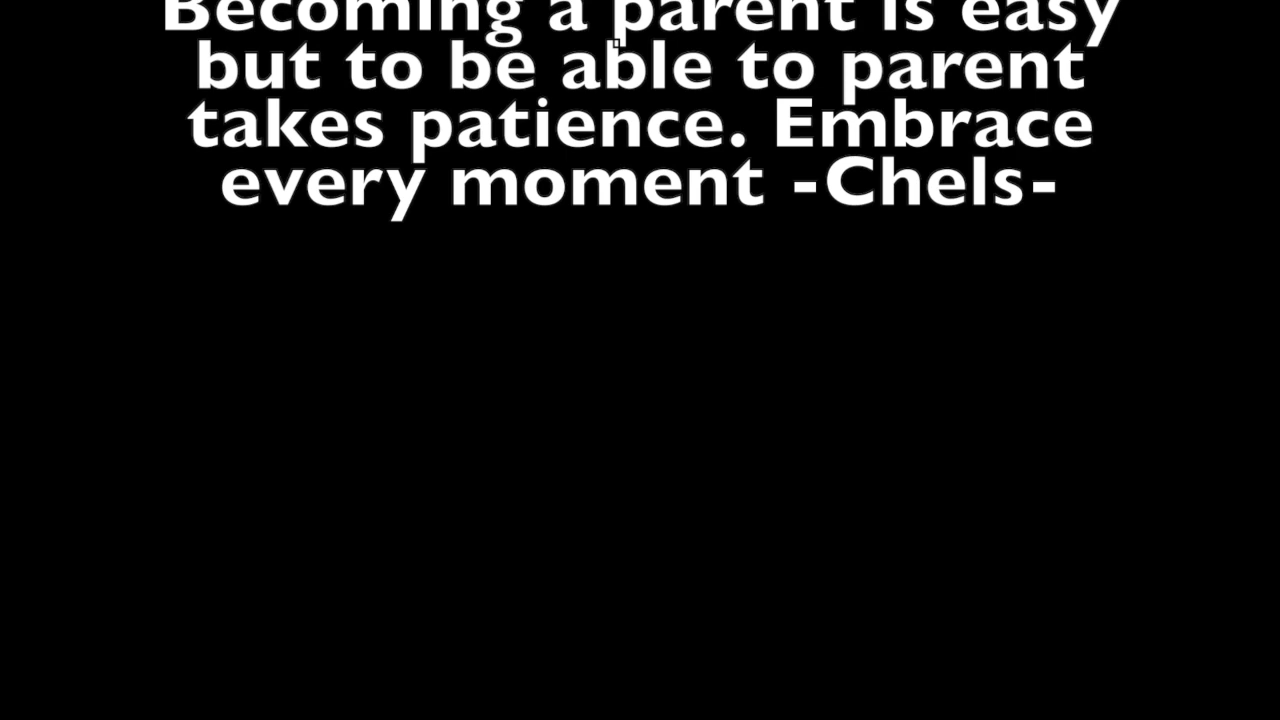 Becoming a parent is easy
but to be able to parent
takes patience. Embrace
every moment -Chels-